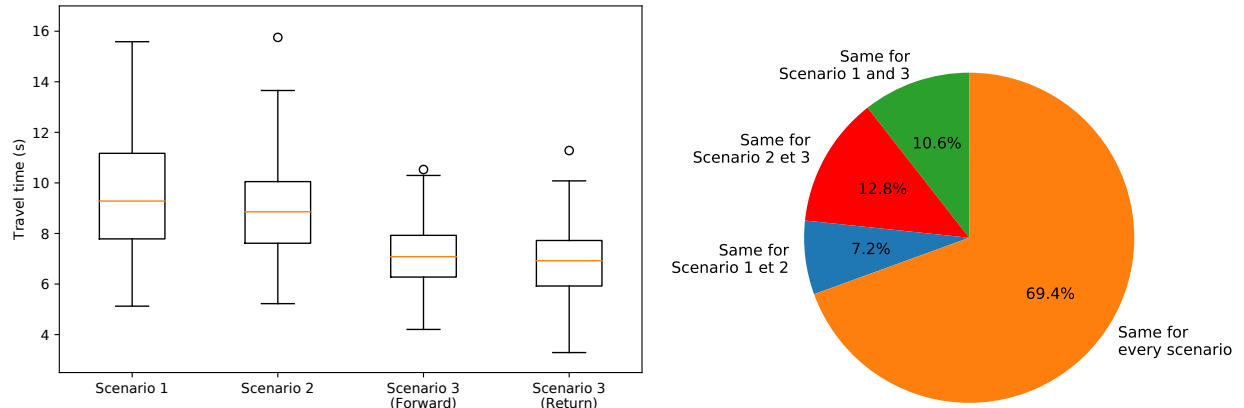 16
14
12
10
8
6
4
Travel time (s)
Scenario 1
Scenario 2
Scenario 3
(Forward)
Scenario 3
(Return)
Same for
Scenario 1 and 3
10.6%
Same for
Scenario 2 et 3
12.8%
Same for
Scenario 1 et 2
7.2%
69.4%
Same for
every scenario